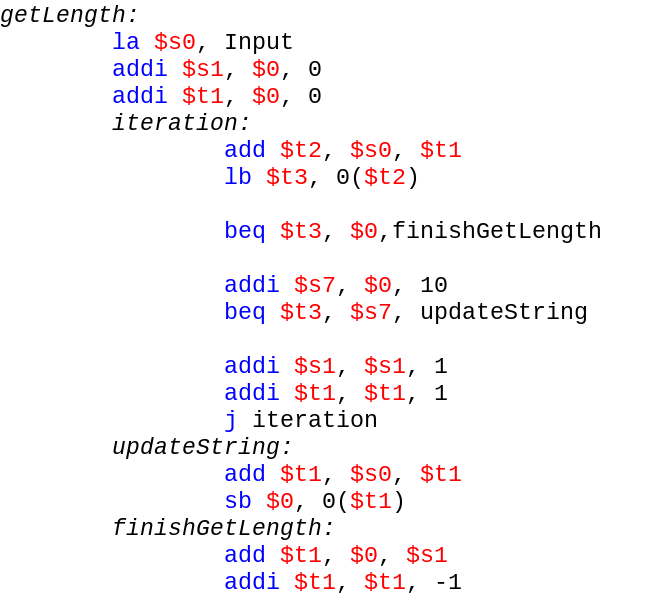 getLength:
la $s0, Input
addi $s1, $0, 0
addi $t1, $0, 0
iteration:
add $t2, $s0, $t1
lb $t3, 0($t2)
beq $t3, $0,finishGetLength
addi $s7, $0, 10
beq $t3, $s7, updateString
addi $s1, $s1, 1
addi $t1, $t1, 1
j iteration
updateString:
add $t1, $s0, $t1
sb $0, 0($t1)
finishGetLength:
add $t1, $0, $s1
addi $t1, $t1, -1